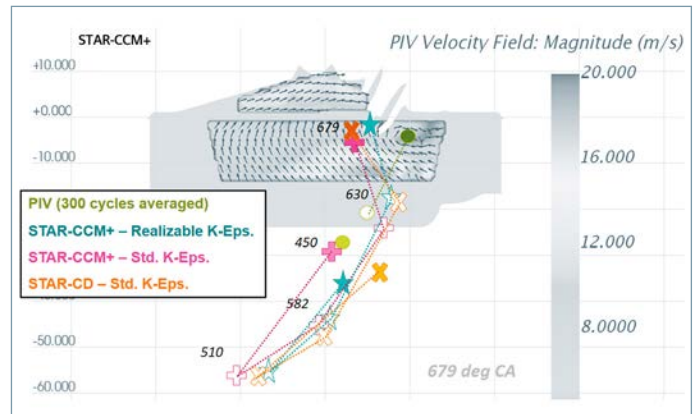 STAR-CCM+
PIV Velocity Field: Magnitude (m/s)
+10.000
+0.000
-10.000
-50.000
-60.000
679
630
450
582
510
PIV (300 cycles averaged)
STAR-CCM+ – Realizable K-Eps.
STAR-CCM+ – Std. K-Eps.
STAR-CD – Std. K-Eps.
20.000
16.000
12.000
8.0000
679 deg CA